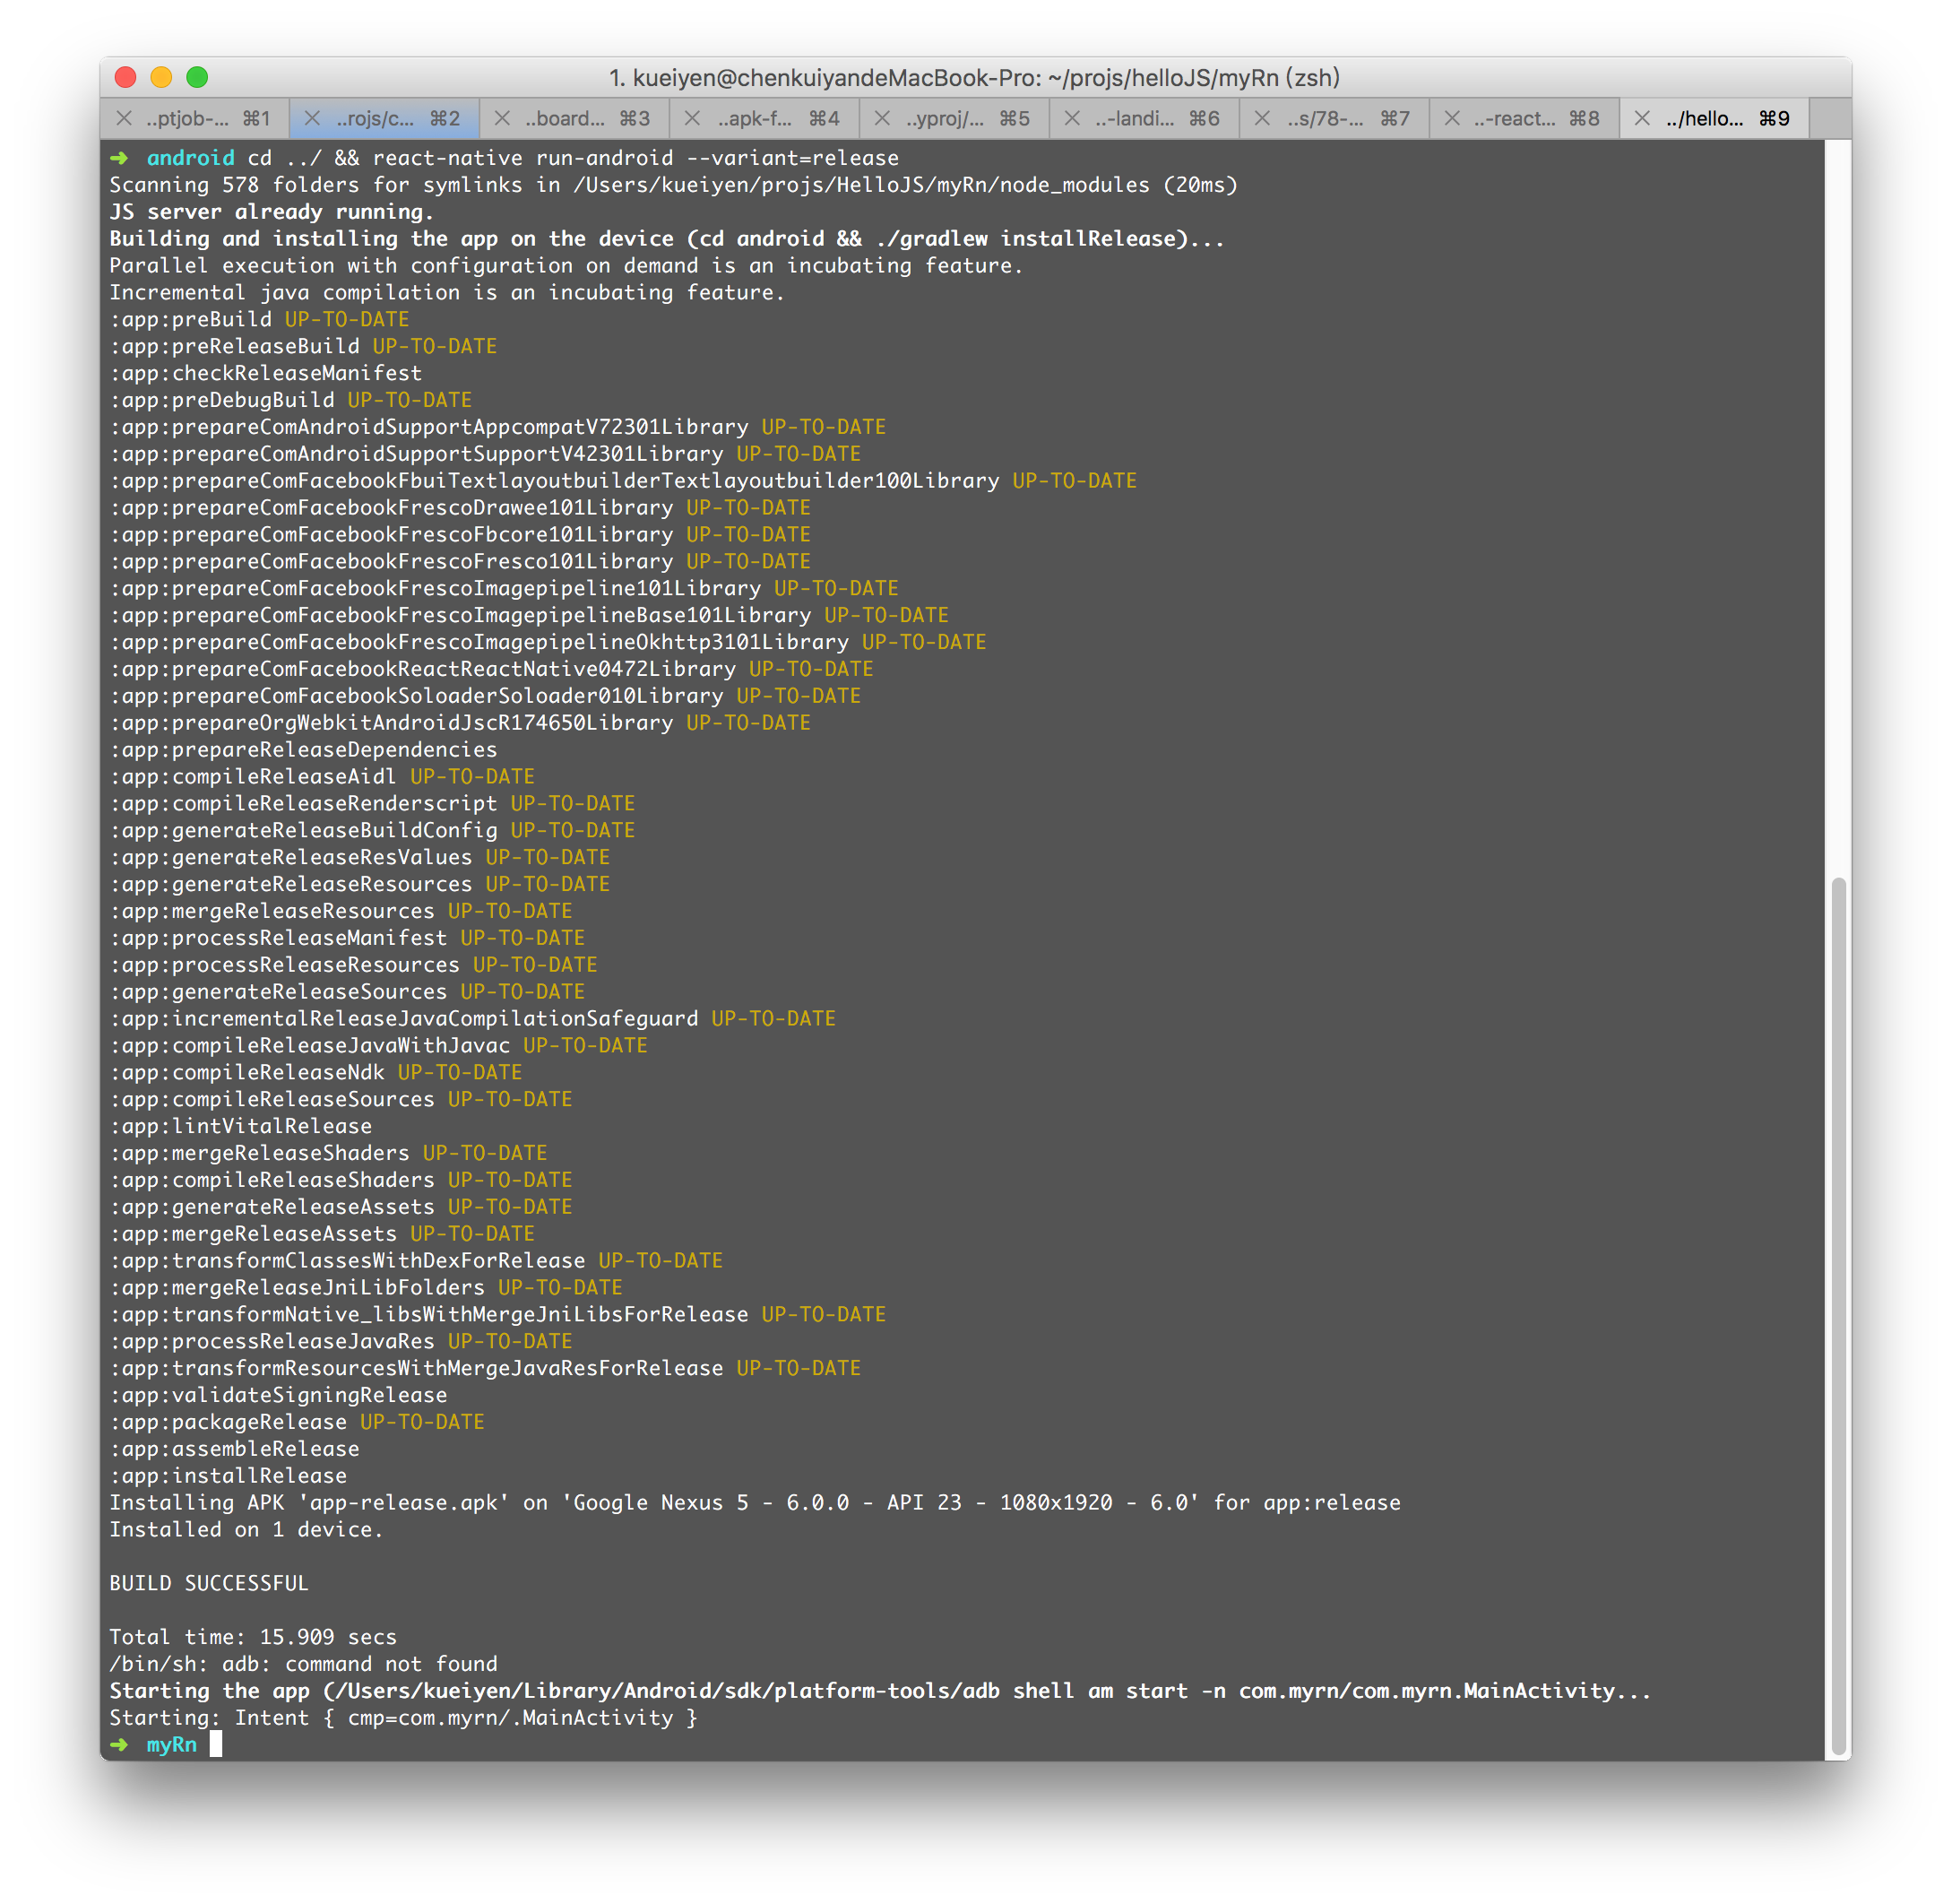 1. kueiyen@chenkuiyandeMacBook-Pro: ~/projs/helloJS/myRn (zsh)
..ptjob-... ⌘1 ..rojs/c... ⌘2 ..board... ⌘3 ..apk-f... ⌘4 ..yproj/... ⌘5 ..-landi... ⌘6 ..s/78-... ⌘7 ..-react... ⌘8 ../hello... ⌘9
➜ android cd ../ && react-native run-android --variant=release
Scanning 578 folders for symlinks in /Users/kueiyen/projs/HelloJS/myRn/node_modules (20ms)
JS server already running.
Building and installing the app on the device (cd android && ./gradlew installRelease)...
Parallel execution with configuration on demand is an incubating feature.
Incremental java compilation is an incubating feature.
:app:preBuild UP-TO-DATE
:app:preReleaseBuild UP-TO-DATE
:app:checkReleaseManifest
:app:preDebugBuild UP-TO-DATE
:app:prepareComAndroidSupportAppcompatV72301Library UP-TO-DATE
:app:prepareComAndroidSupportSupportV42301Library UP-TO-DATE
:app:prepareComFacebookFbuiTextlayoutbuilderTextlayoutbuilder100Library UP-TO-DATE
:app:prepareComFacebookFrescoDrawee101Library UP-TO-DATE
:app:prepareComFacebookFrescoFbcore101Library UP-TO-DATE
:app:prepareComFacebookFrescoFresco101Library UP-TO-DATE
:app:prepareComFacebookFrescoImagepipeline101Library UP-TO-DATE
:app:prepareComFacebookFrescoImagepipelineBase101Library UP-TO-DATE
:app:prepareComFacebookFrescoImagepipelineOkhttp3101Library UP-TO-DATE
:app:prepareComFacebookReactReactNative0472Library UP-TO-DATE
:app:prepareComFacebookSoloaderSoloader010Library UP-TO-DATE
:app:prepareOrgWebkitAndroidJscR174650Library UP-TO-DATE
:app:prepareReleaseDependencies
:app:compileReleaseAidl UP-TO-DATE
:app:compileReleaseRenderscript UP-TO-DATE
:app:generateReleaseBuildConfig UP-TO-DATE
:app:generateReleaseResValues UP-TO-DATE
:app:generateReleaseResources UP-TO-DATE
:app:mergeReleaseResources UP-TO-DATE
:app:processReleaseManifest UP-TO-DATE
:app:processReleaseResources UP-TO-DATE
:app:generateReleaseSources UP-TO-DATE
:app:incrementalReleaseJavaCompilationSafeguard UP-TO-DATE
:app:compileReleaseJavaWithJavac UP-TO-DATE
:app:compileReleaseNdk UP-TO-DATE
:app:compileReleaseSources UP-TO-DATE
:app:lintVitalRelease
:app:mergeReleaseShaders UP-TO-DATE
:app:compileReleaseShaders UP-TO-DATE
:app:generateReleaseAssets UP-TO-DATE
:app:mergeReleaseAssets UP-TO-DATE
:app:transformClassesWithDexForRelease UP-TO-DATE
:app:mergeReleaseJniLibFolders UP-TO-DATE
:app:transformNative_libsWithMergeJniLibsForRelease UP-TO-DATE
:app:processReleaseJavaRes UP-TO-DATE
:app:transformResourcesWithMergeJavaResForRelease UP-TO-DATE
:app:validateSigningRelease
:app:packageRelease UP-TO-DATE
:app:assembleRelease
:app:installRelease
Installing APK 'app-release.apk' on 'Google Nexus 5 - 6.0.0 - API 23 - 1080x1920 - 6.0' for app:release
Installed on 1 device.
BUILD SUCCESSFUL
Total time: 15.909 secs
/bin/sh: adb: command not found
Starting the app (/Users/kueiyen/Library/Android/sdk/platform-tools/adb shell am start -n com.myrn/com.myrn.MainActivity...
Starting: Intent { cmp=com.myrn/.MainActivity }
➜ myRn